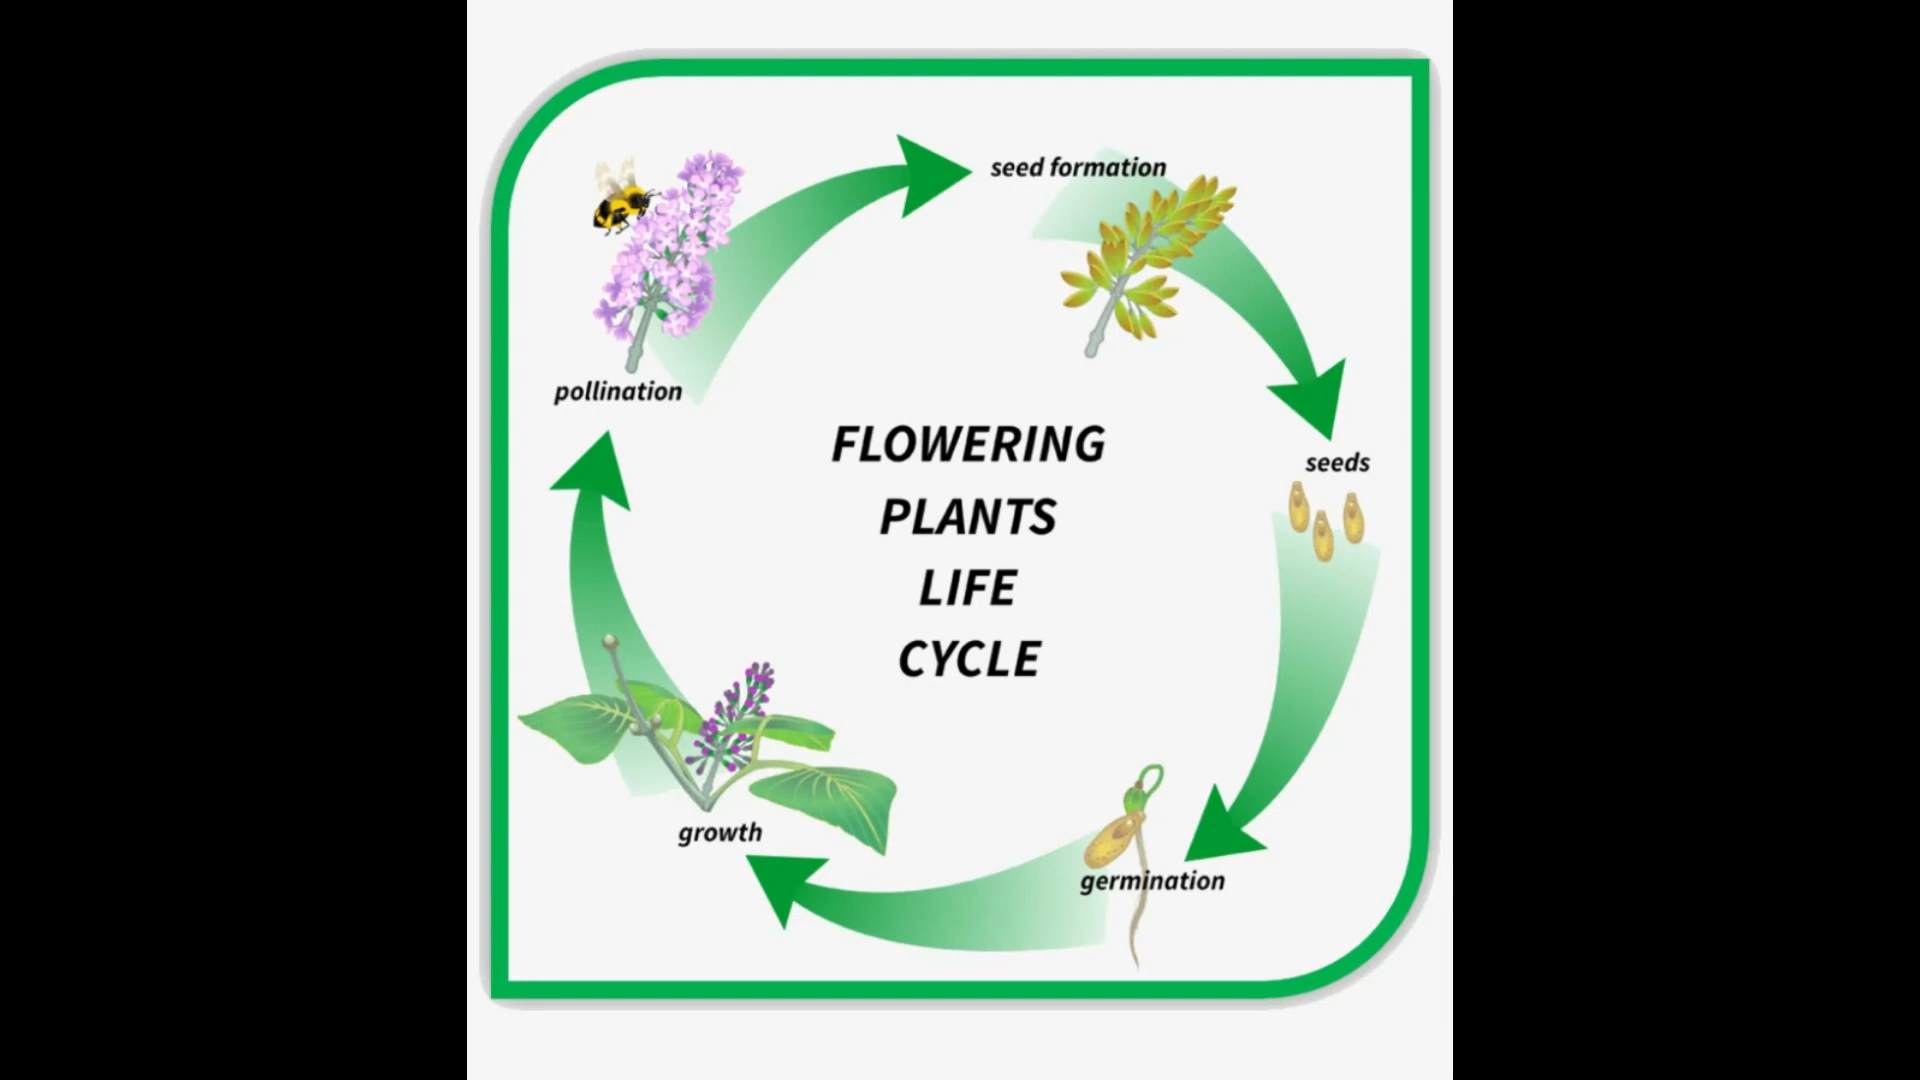 seed formation
pollination
FLOWERING
PLANTS
LIFE
CYCLE
seeds
growth
germination